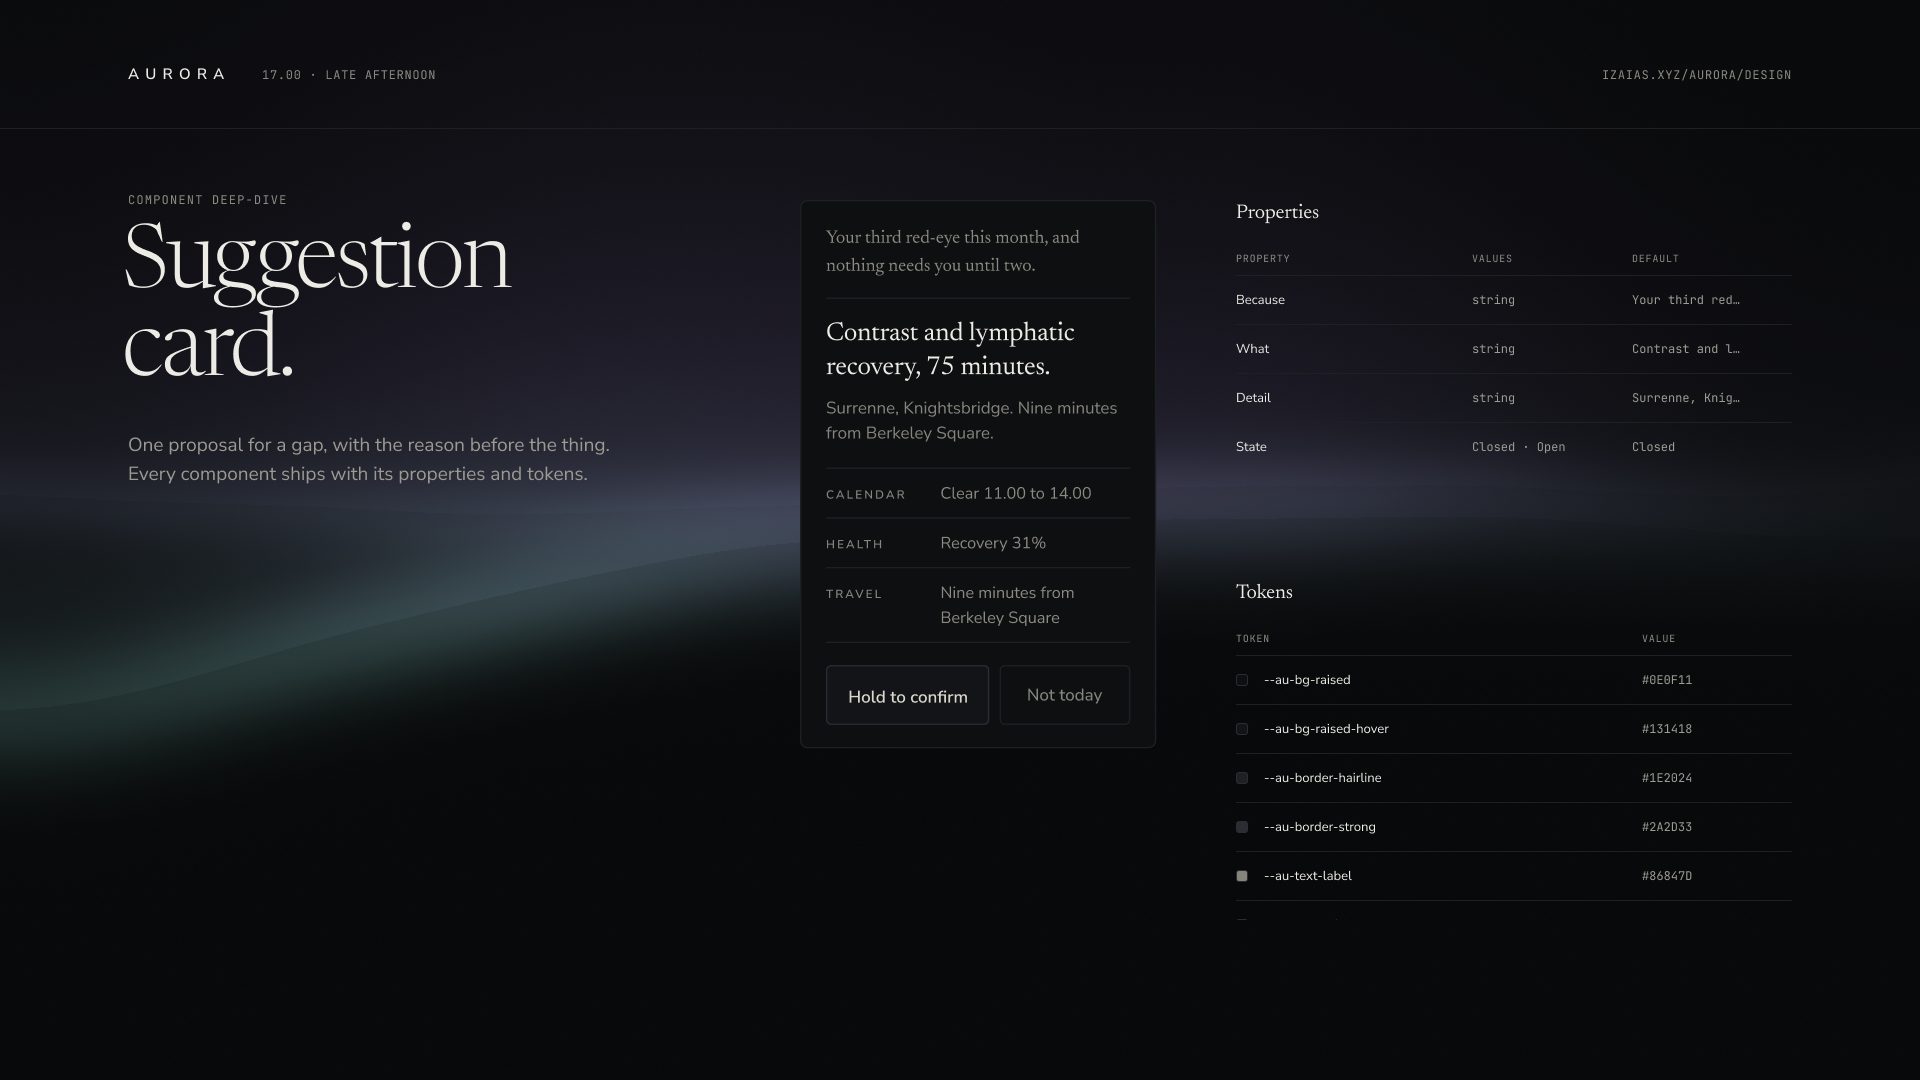 AURORA 17.00 · LATE AFTERNOON IZAIAS.XYZ/AURORA/DESIGN
COMPONENT DEEP-DIVE
Suggestion
card.
One proposal for a gap, with the reason before the thing.
Every component ships with its properties and tokens.
Your third red-eye this month, and
nothing needs you until two.
Contrast and lymphatic
recovery, 75 minutes.
Surrenne, Knightsbridge. Nine minutes
from Berkeley Square.
CALENDAR Clear 11.00 to 14.00
HEALTH Recovery 31%
TRAVEL Nine minutes from
Berkeley Square
Hold to confirm Not today
Properties
PROPERTY VALUES DEFAULT
Because string Your third red…
What string Contrast and l…
Detail string Surrenne, Knig…
State Closed · Open Closed
Tokens
TOKEN VALUE
--au-bg-raised #0E0F11
--au-bg-raised-hover #131418
--au-border-hairline #1E2024
--au-border-strong #2A2D33
--au-text-label #86847D